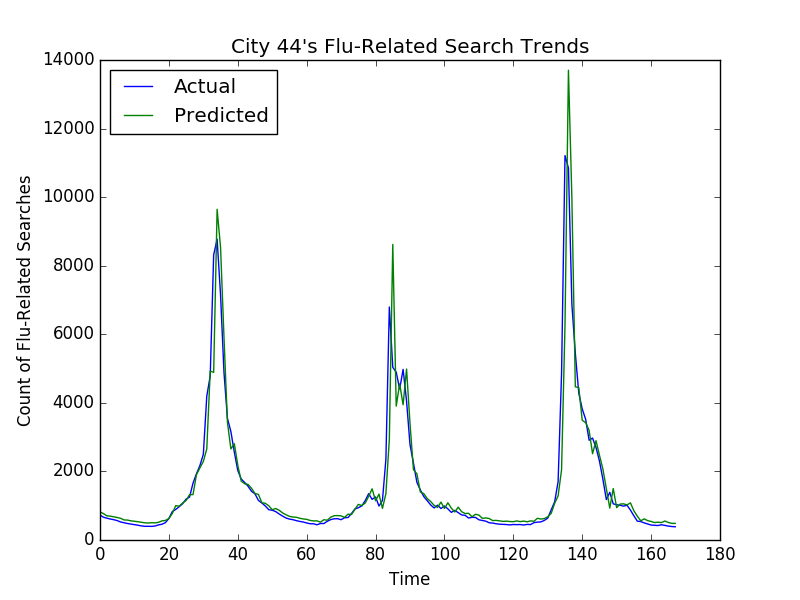 City 44's Flu-Related Search Trends
Actual
Predicted
Count of Flu-Related Searches
14000
12000
10000
8000
6000
4000
2000
0
0 20 40 60 80 100 120 140 160 180
Time